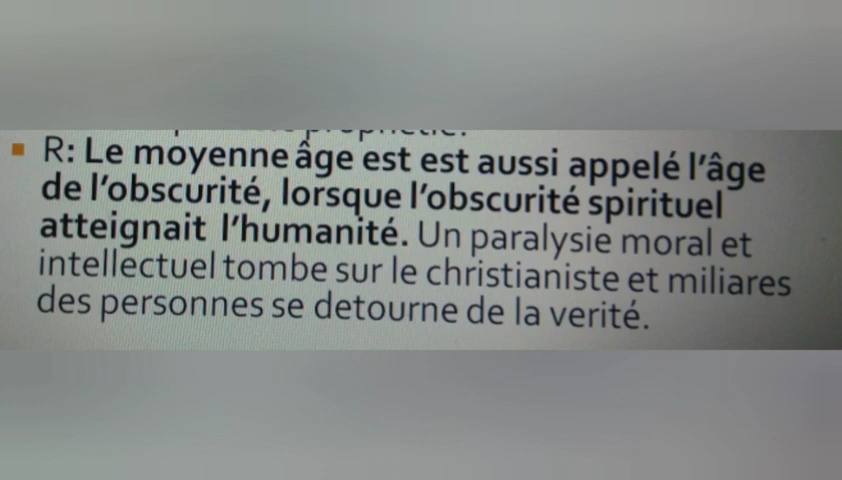 R: Le moyenne âge est est aussi appelé l'âge
de l'obscurité, lorsque l'obscurité spirituel
atteignait l'humanité. Un paralysie moral et
intellectuel tombe sur le christianiste et miliares
des personnes se detourne de la verité.